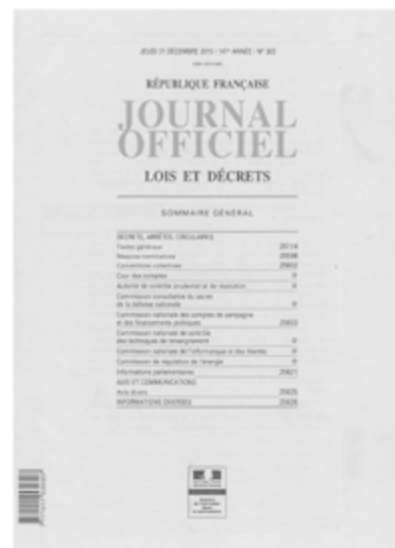 JEUDI 31 DÉCEMBRE 2015 / 147e ANNÉE / N° 303
RÉPUBLIQUE FRANÇAISE
JOURNAL
OFFICIEL
LOIS ET DÉCRETS
SOMMAIRE GÉNÉRAL
DÉCRETS, ARRÊTÉS, CIRCULAIRES
Textes généraux
Mesures nominatives
Conventions collectives
Cour des comptes
Autorité de contrôle prudentiel et de résolution
Commission consultative du secret
de la défense nationale
Commission nationale des comptes de campagne
et des financements politiques
Commission nationale de contrôle
des techniques de renseignement
Commission nationale de l'informatique et des libertés
Commission de régulation de l'énergie
Informations parlementaires
AVIS ET COMMUNICATIONS
Avis divers
INFORMATIONS DIVERSES